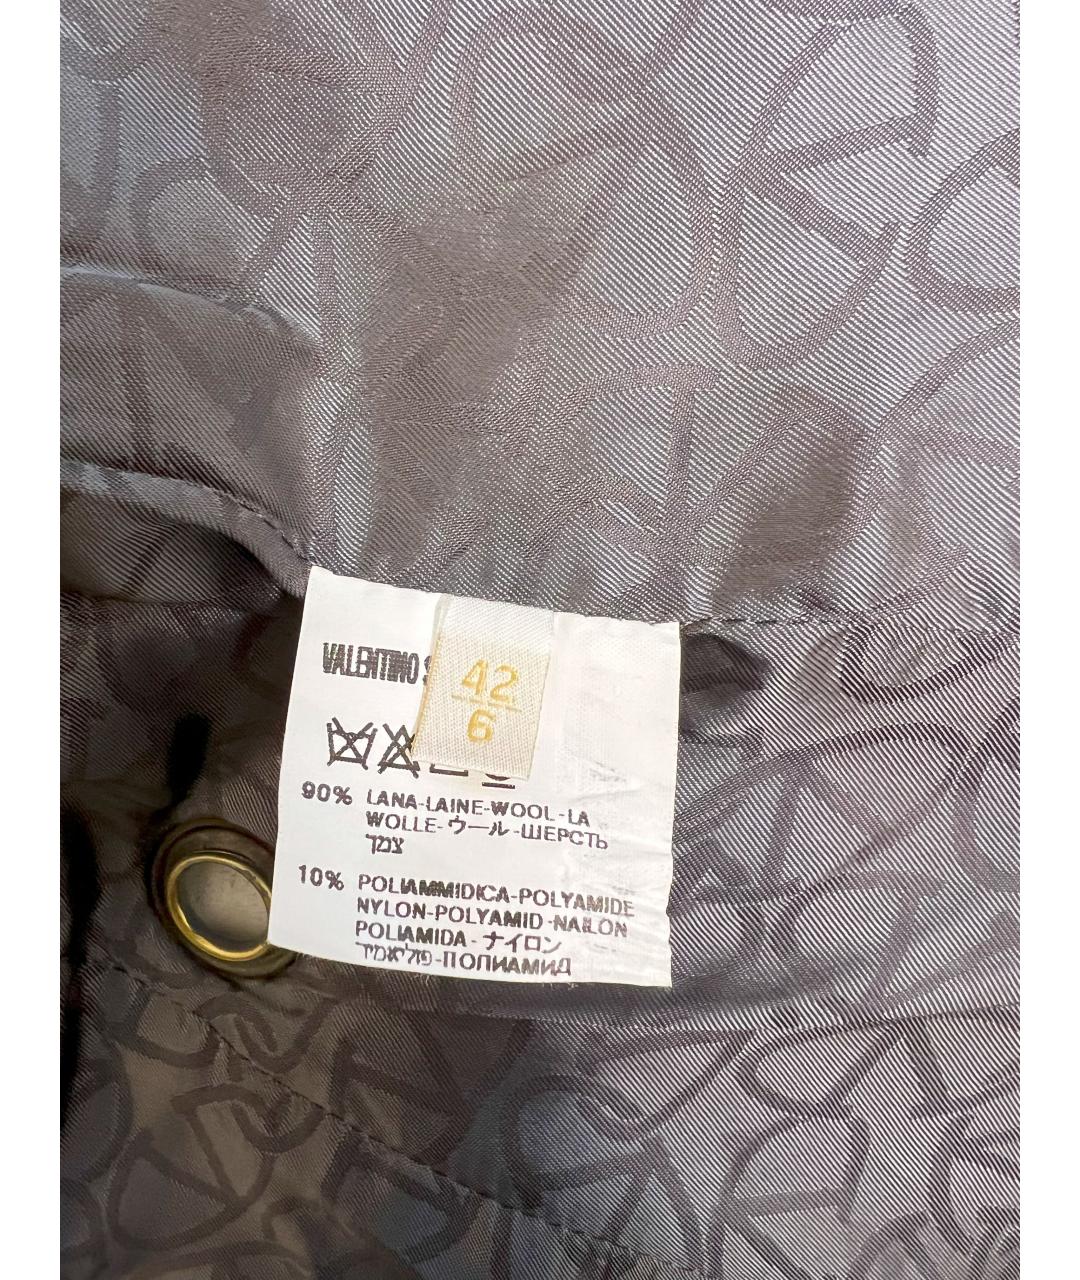 VALENTINO
42
6
90% LANA-LAINE-WOOL-LA
WOLLE-ウール-ШЕРСТЬ
צמר
10% POLIAMMIDICA-POLYAMIDE
NYLON-POLYAMID-NAILON
POLIAMIDA-ナイロン
פוליאמיד-ПОЛИАМИД